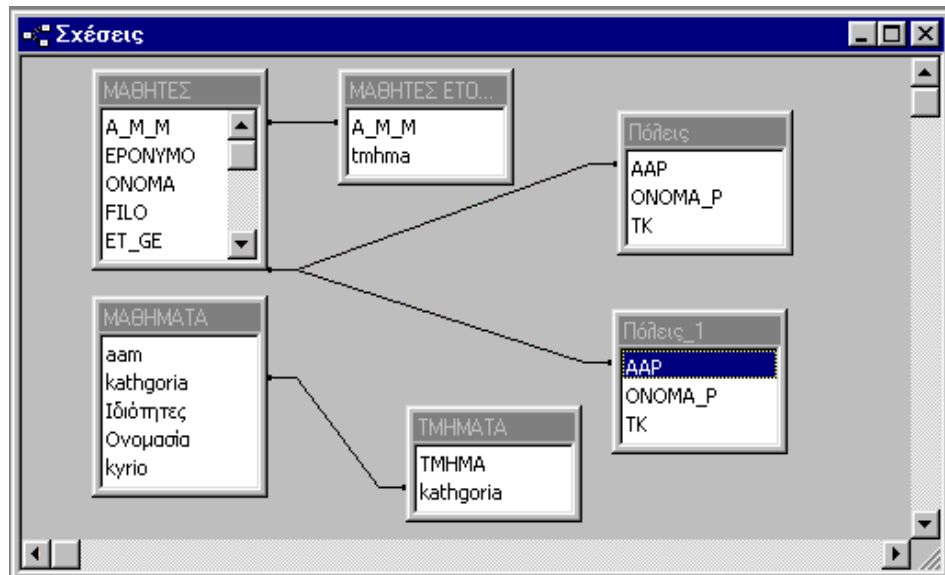 Σχέσεις
ΜΑΘΗΤΕΣ
A_M_M
EPONYMO
ONOMA
FILO
ET_GE
ΜΑΘΗΤΕΣ ΕΤΟ...
A_M_M
tmhma
Πόλεις
AAP
ONOMA_P
TK
ΜΑΘΗΜΑΤΑ
aam
kathgoria
Ιδιότητες
Ονομασία
kyrio
Πόλεις_1
AAP
ONOMA_P
TK
ΤΜΗΜΑΤΑ
TMHMA
kathgoria